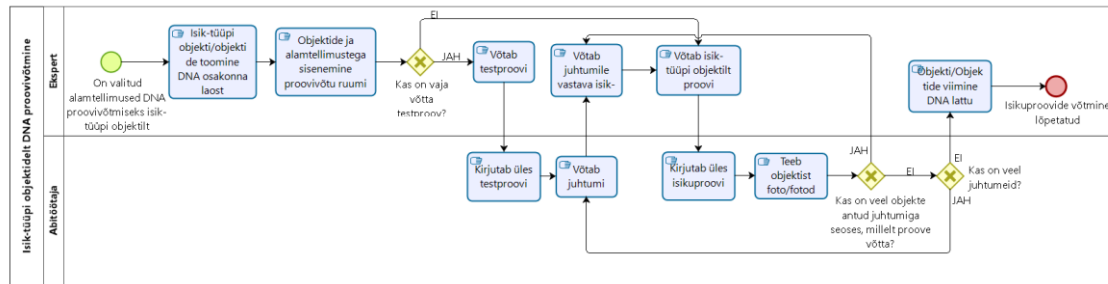 Isik-tüüpi objektidelt DNA proovivõtmine
Ekspert
On valitud
alamtellimused DNA
proovivõtmiseks isik-
tüüpi objektilt
Isik-tüüpi
objekti/objekti
de toomine
DNA osakonna
laost
Objektide ja
alamtellimustega
sisenemine
proovivõtu ruumi
EI
JAH
Kas on vaja
võtta
testproov?
Võtab
testproovi
Võtab
juhtumile
vastava isik-
Võtab isik-
tüüpi objektilt
proovi
Objekti/Objek
tide viimine
DNA lattu
Isikuproovide võtmine
lõpetatud
Abitöötaja
Kirjutab üles
testproovi
Võtab
juhtumi
Kirjutab üles
isikuproovi
Teeb
objektist
foto/fotod
JAH
EI
Kas on veel objekte
antud juhtumiga
seoses, millelt proove
võtta?
EI
Kas on veel
juhtumeid?
JAH